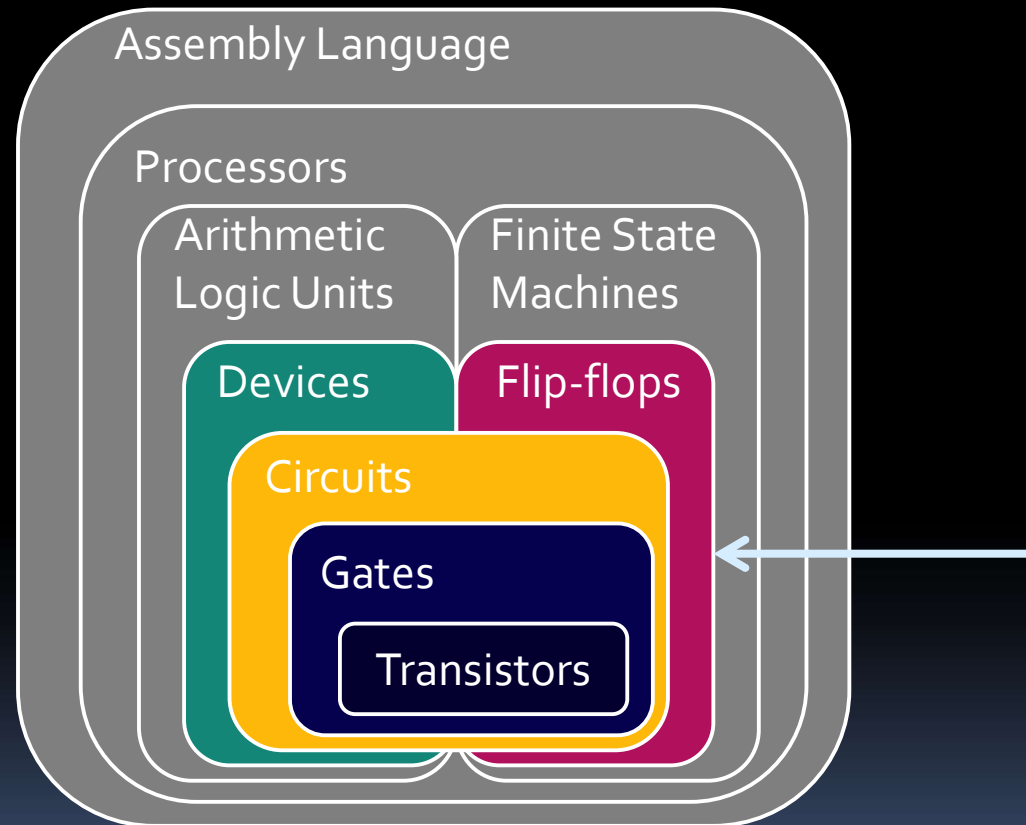 Assembly Language
Processors
Arithmetic
Logic Units
Finite State
Machines
Devices
Flip-flops
Circuits
Gates
Transistors